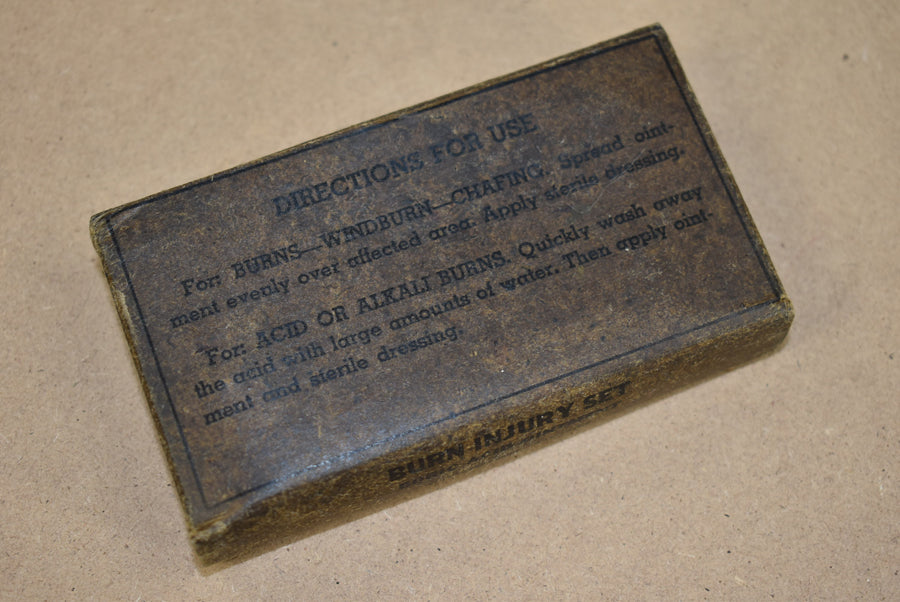 DIRECTIONS FOR USE
For: BURNS—WINDBURN—CHAFING. Spread oint-
ment evenly over affected area. Apply sterile dressing.
For: ACID OR ALKALI BURNS. Quickly wash away
the acid with large amounts of water. Then apply oint-
ment and sterile dressing.
BURN INJURY SET